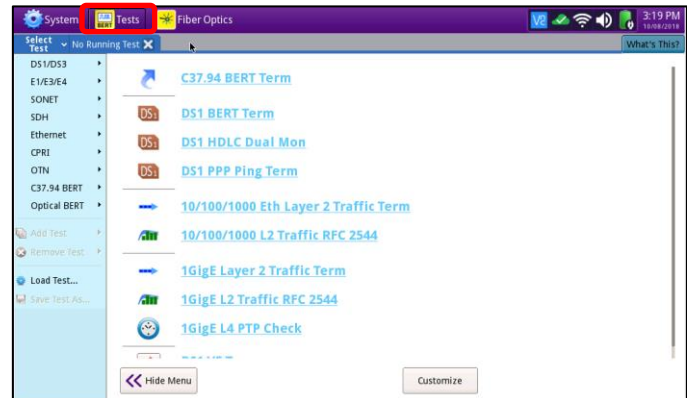 System
BERT
Tests
Fiber Optics
V2
3:19 PM
10/08/2018
Select Test
No Running Test
What's This?
DS1/DS3
E1/E3/E4
SONET
SDH
Ethernet
CPRI
OTN
C37.94 BERT
Optical BERT
Add Test
Remove Test
Load Test...
Save Test As...
C37.94 BERT Term
DS1 DS1 BERT Term
DS1 DS1 HDLC Dual Mon
DS1 DS1 PPP Ping Term
10/100/1000 Eth Layer 2 Traffic Term
10/100/1000 L2 Traffic RFC 2544
1GigE Layer 2 Traffic Term
1GigE L2 Traffic RFC 2544
1GigE L4 PTP Check
Hide Menu
Customize